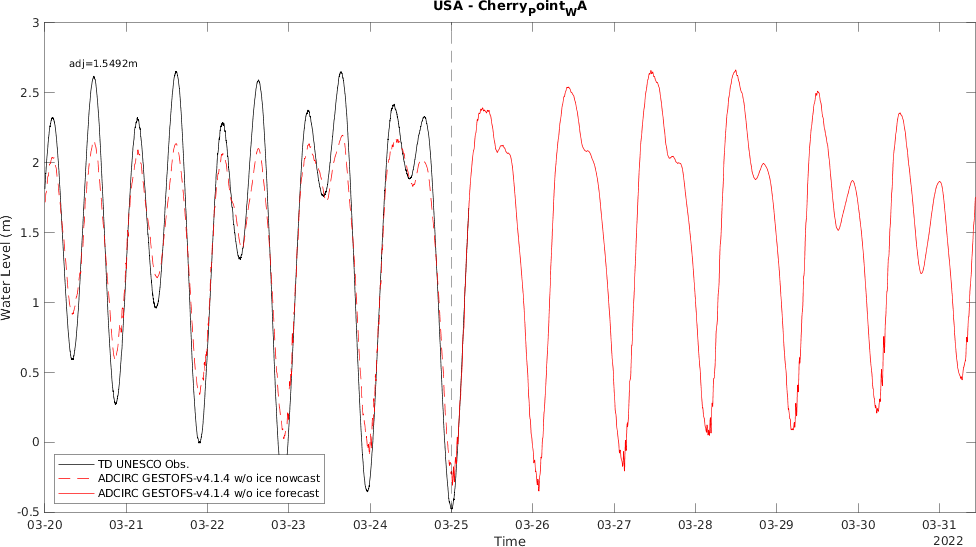 USA - Cherry_Point_WA
adj=1.5492m
3
2.5
2
1.5
1
0.5
0
-0.5
Water Level (m)
TD UNESCO Obs.
ADCIRC GESTOFS-v4.1.4 w/o ice nowcast
ADCIRC GESTOFS-v4.1.4 w/o ice forecast
03-20 03-21 03-22 03-23 03-24 03-25 03-26 03-27 03-28 03-29 03-30 03-31
Time
2022